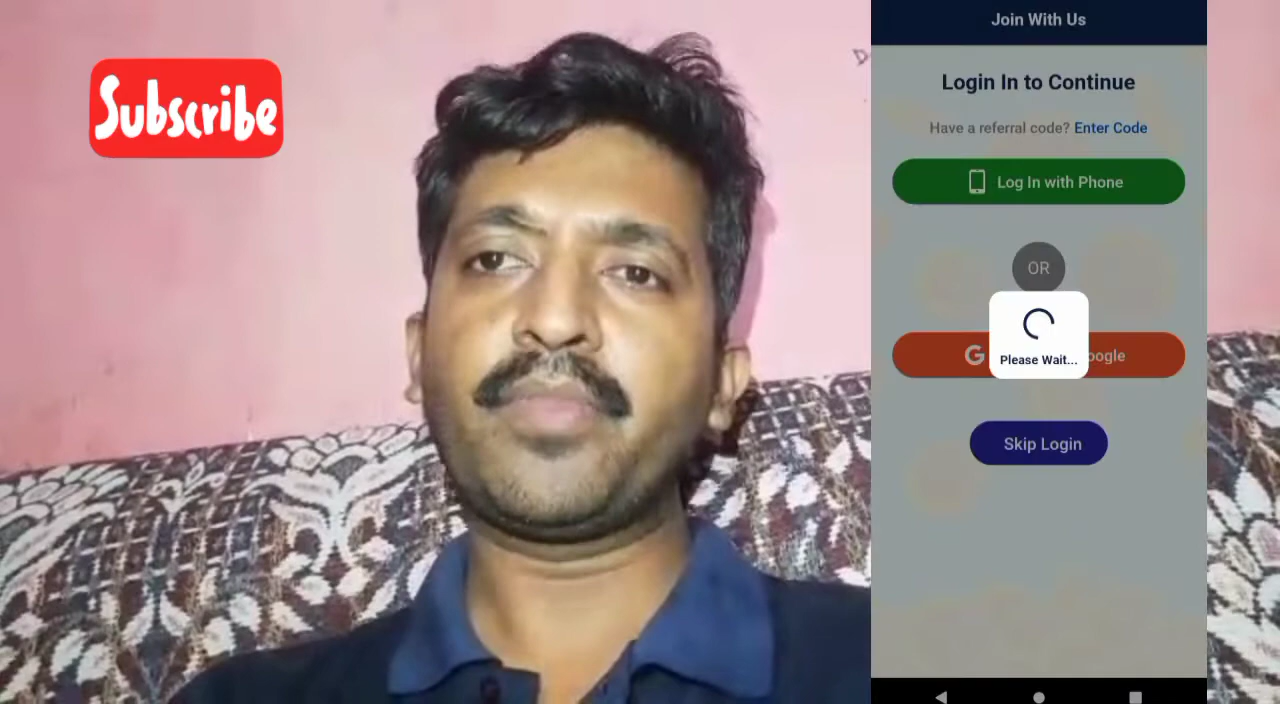 Subscribe
Join With Us
Login In to Continue
Have a referral code? Enter Code
Log In with Phone
OR
Please Wait...
Skip Login